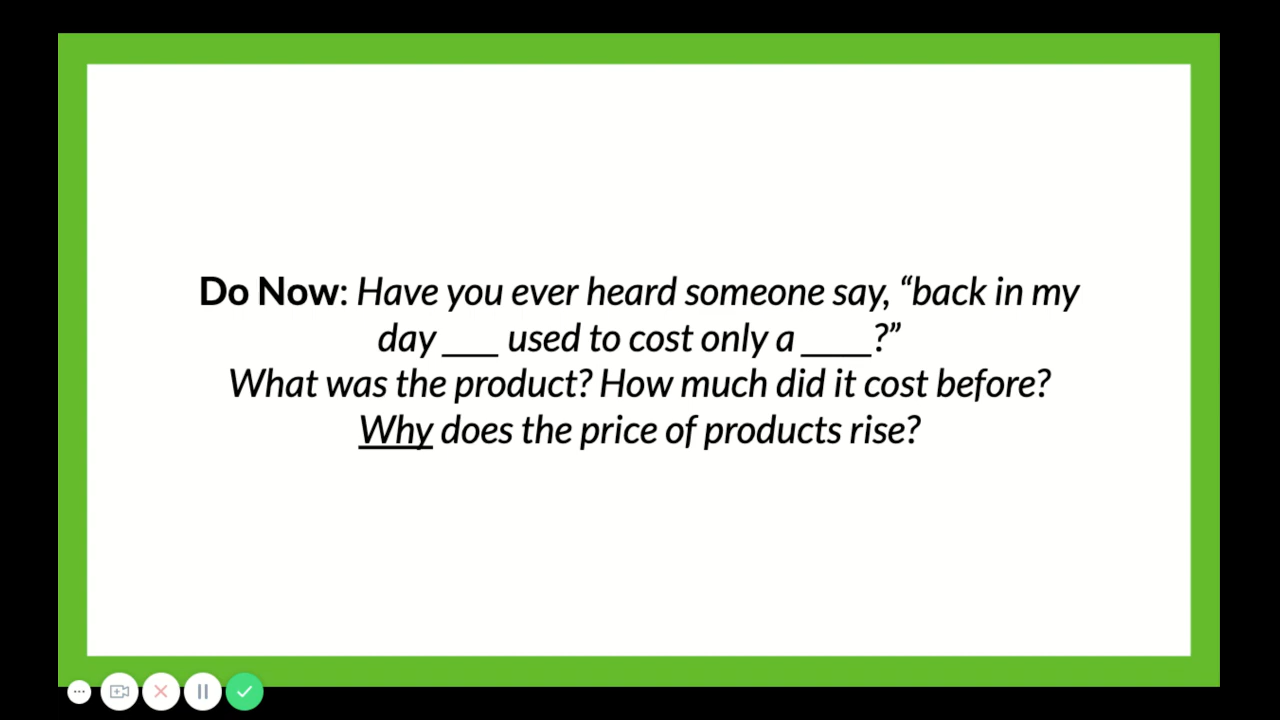 Do Now: Have you ever heard someone say, “back in my
day ___ used to cost only a ____?”
What was the product? How much did it cost before?
Why does the price of products rise?